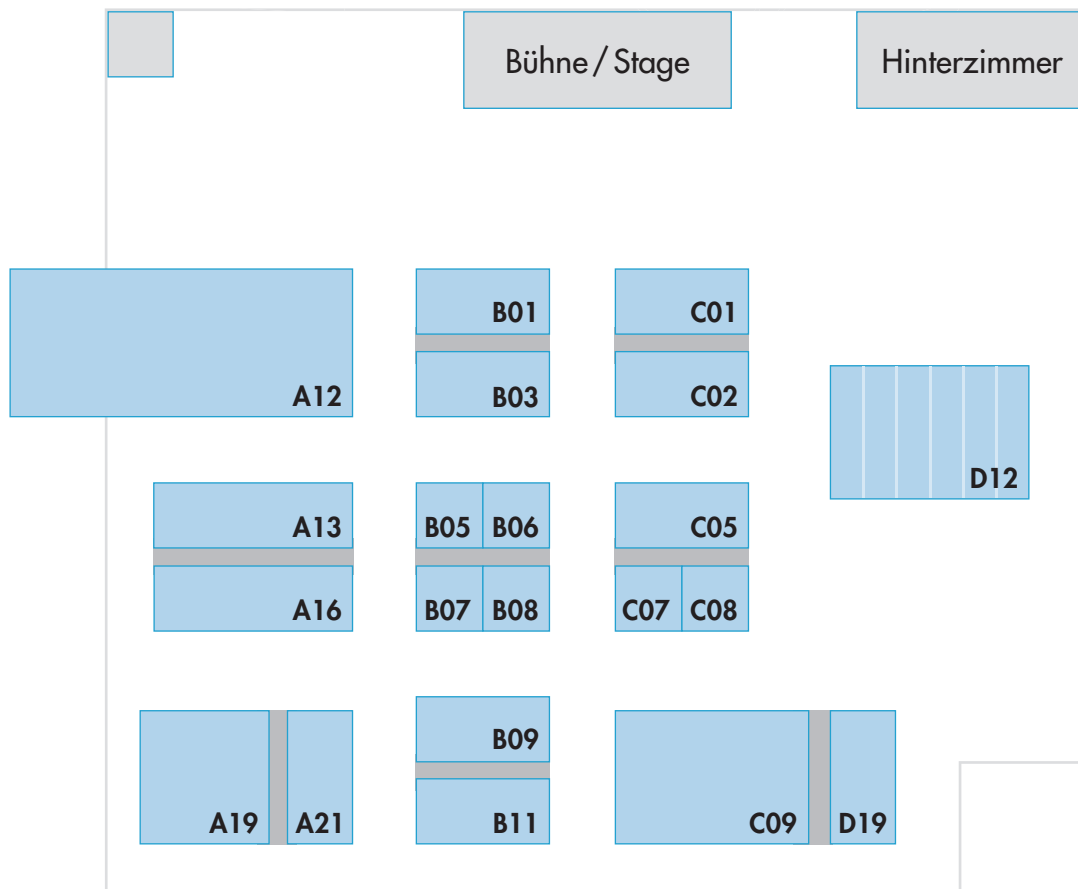 Bühne / Stage
Hinterzimmer
B01
C01
A12
B03
C02
D12
A13
B05
B06
C05
A16
B07
B08
C07
C08
B09
A19
A21
B11
C09
D19